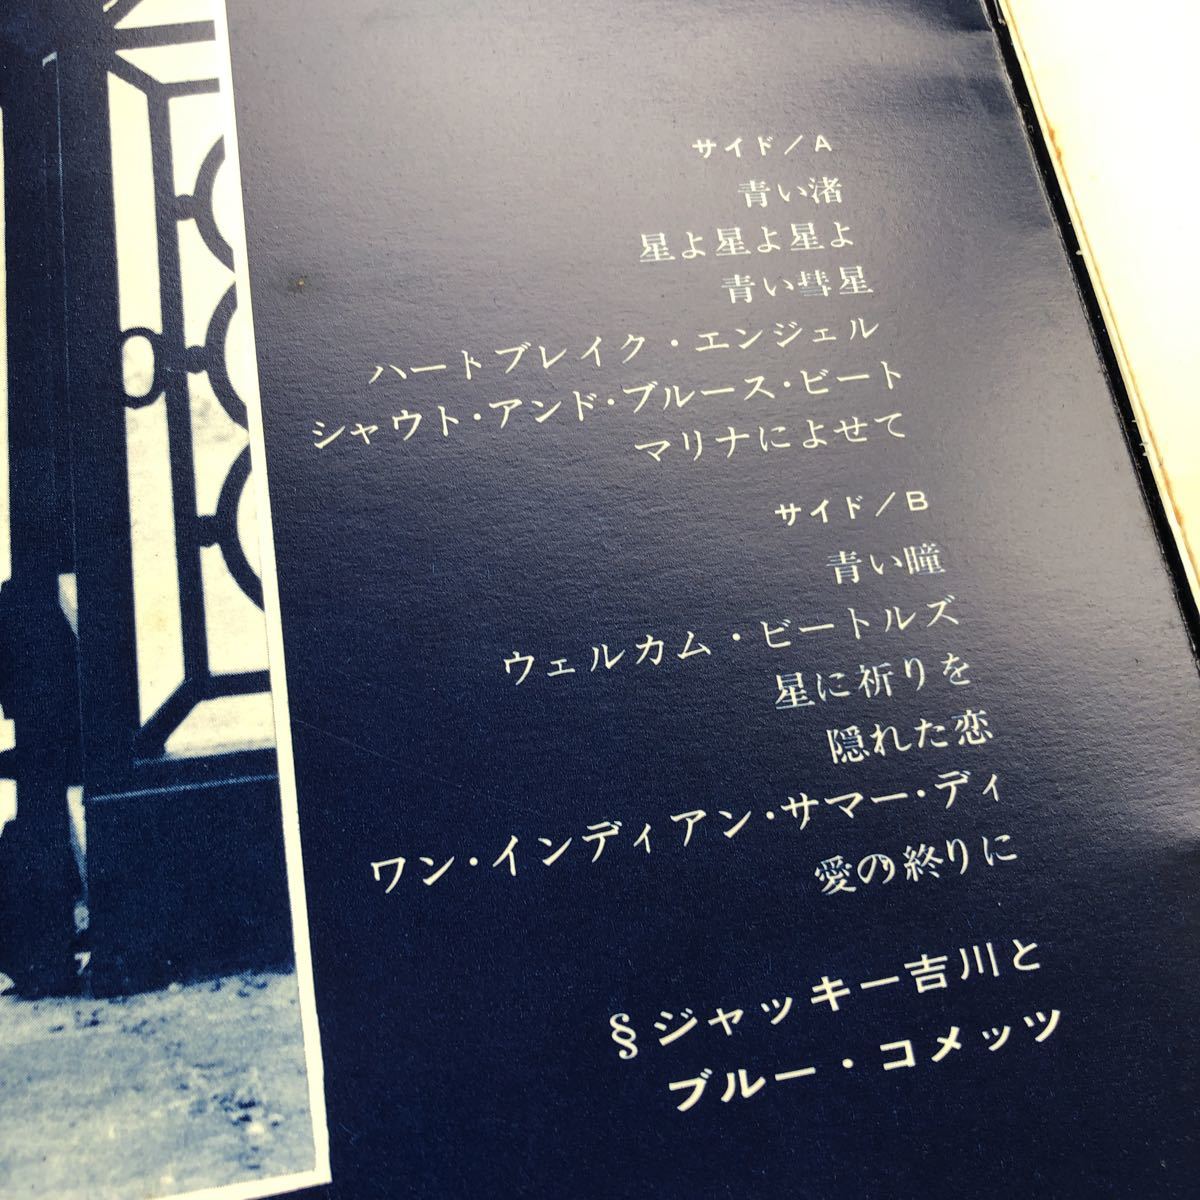 サイド/A
青い渚
星よ星よ星よ
青い彗星
ハートブレイク・エンジェル
シャウト・アンド・ブルース・ビート
マリナによせて
サイド/B
青い瞳
ウェルカム・ビートルズ
星に祈りを
隠れた恋
ワン・インディアン・サマー・ディ
愛の終りに
§ジャッキー吉川と
ブルー・コメッツ